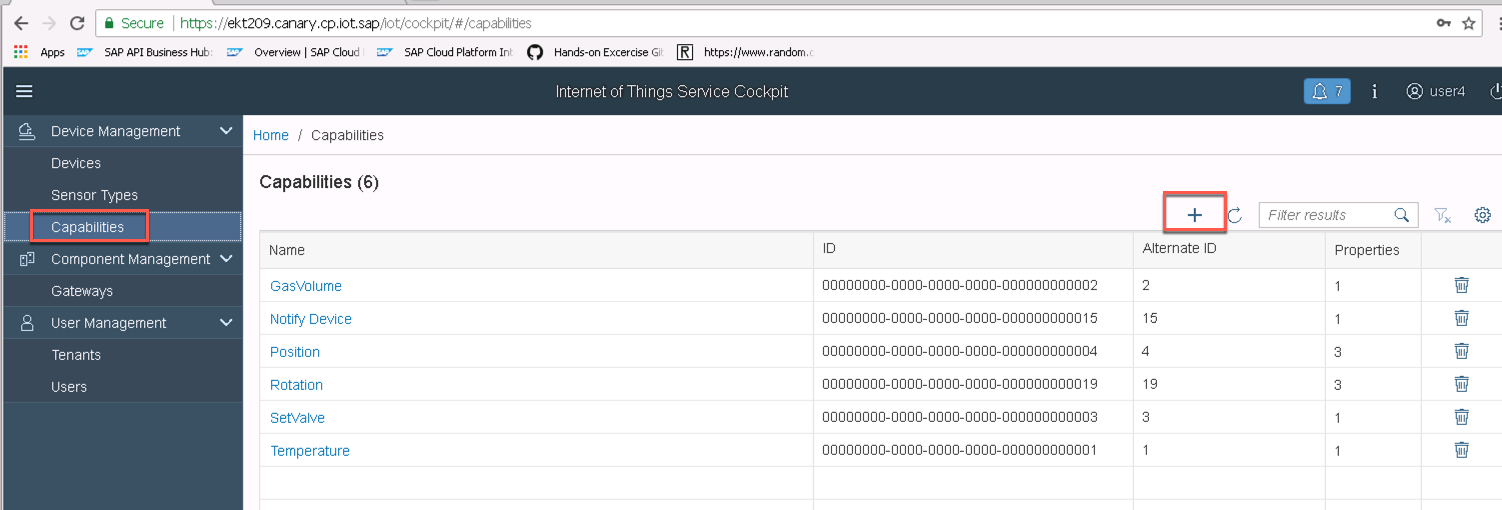 Secure https://ekt209.canary.cp.iot.sap/iot/cockpit/#/capabilities
Apps SAP API Business Hub: Overview | SAP Cloud SAP Cloud Platform Int Hands-on Excercise Git R https://www.random.
Internet of Things Service Cockpit 7 i user4
Device Management Home / Capabilities
Devices
Capabilities (6)
Sensor Types
Filter results
Capabilities
Name ID Alternate ID Properties
Component Management
GasVolume 00000000-0000-0000-0000-000000000002 2 1
Gateways
Notify Device 00000000-0000-0000-0000-000000000015 15 1
User Management
Position 00000000-0000-0000-0000-000000000004 4 3
Tenants
Rotation 00000000-0000-0000-0000-000000000019 19 3
Users
SetValve 00000000-0000-0000-0000-000000000003 3 1
Temperature 00000000-0000-0000-0000-000000000001 1 1